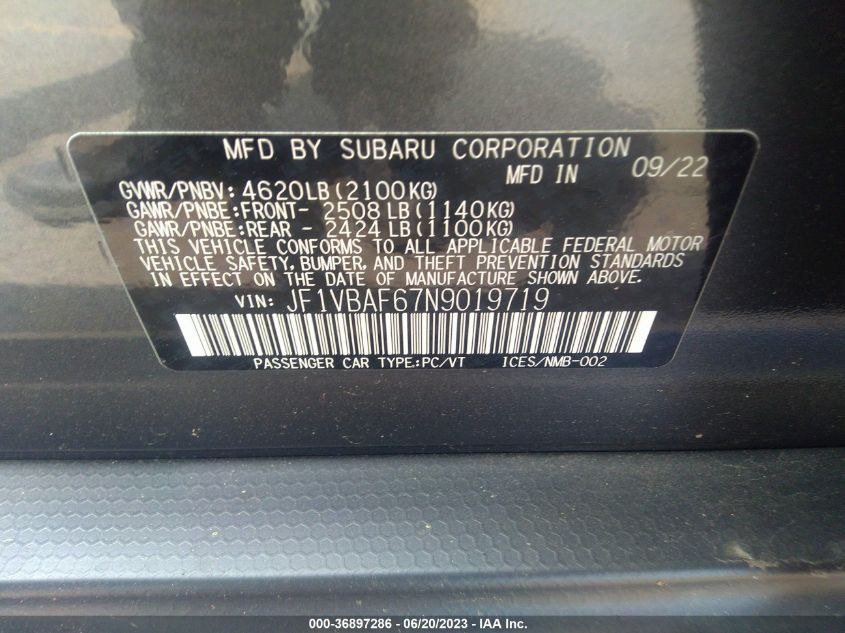 MFD BY SUBARU CORPORATION
MFD IN 09/22
GVWR/PNBV: 4620LB(2100KG)
GAWR/PNBE:FRONT- 2508 LB(1140KG)
GAWR/PNBE:REAR - 2424 LB(1100KG)
THIS VEHICLE CONFORMS TO ALL APPLICABLE FEDERAL MOTOR
VEHICLE SAFETY, BUMPER, AND THEFT PREVENTION STANDARDS
IN EFFECT ON THE DATE OF MANUFACTURE SHOWN ABOVE.
VIN: JF1VBAF67N9019719
PASSENGER CAR TYPE:PC/VT ICES/NMB-002
000-36897286 - 06/20/2023 - IAA Inc.